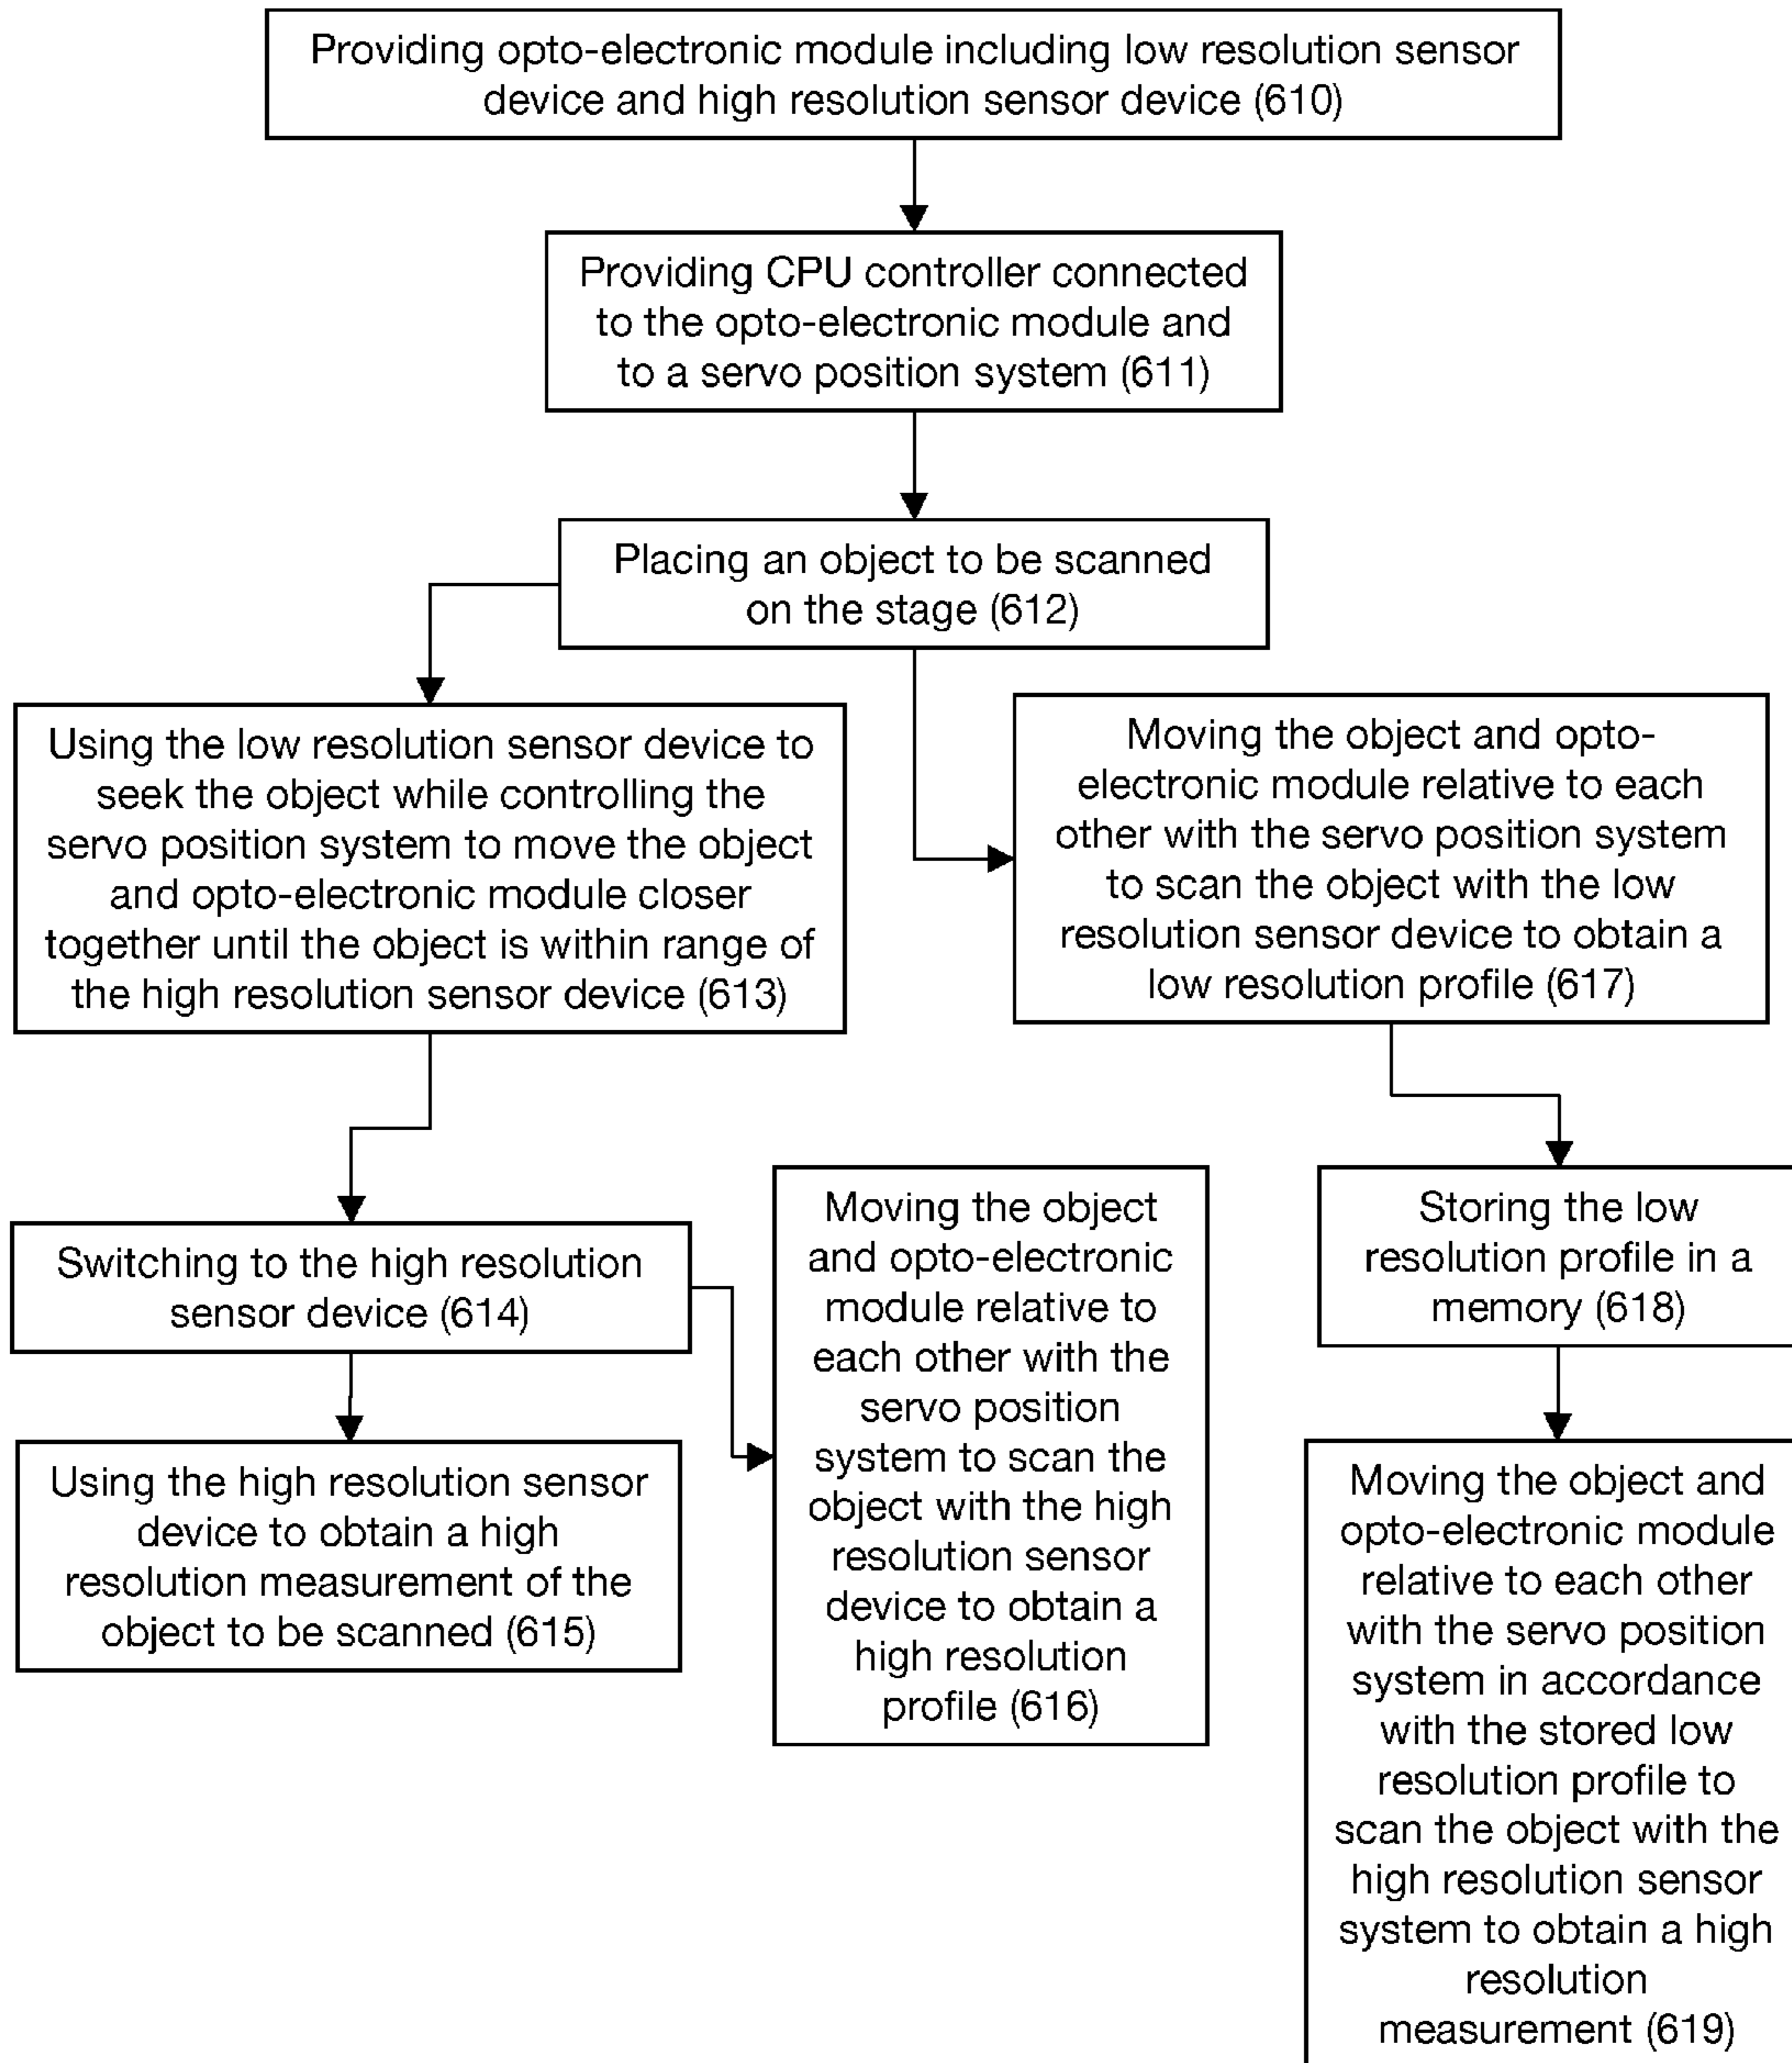 Providing opto-electronic module including low resolution sensor
device and high resolution sensor device (610)
Providing CPU controller connected
to the opto-electronic module and
to a servo position system (611)
Placing an object to be scanned
on the stage (612)
Using the low resolution sensor device to
seek the object while controlling the
servo position system to move the object
and opto-electronic module closer
together until the object is within range of
the high resolution sensor device (613)
Moving the object and opto-
electronic module relative to each
other with the servo position system
to scan the object with the low
resolution sensor device to obtain a
low resolution profile (617)
Switching to the high resolution
sensor device (614)
Using the high resolution sensor
device to obtain a high
resolution measurement of the
object to be scanned (615)
Moving the object
and opto-electronic
module relative to
each other with the
servo position
system to scan the
object with the high
resolution sensor
device to obtain a
high resolution
profile (616)
Storing the low
resolution profile in a
memory (618)
Moving the object and
opto-electronic module
relative to each other
with the servo position
system in accordance
with the stored low
resolution profile to
scan the object with the
high resolution sensor
system to obtain a high
resolution
measurement (619)